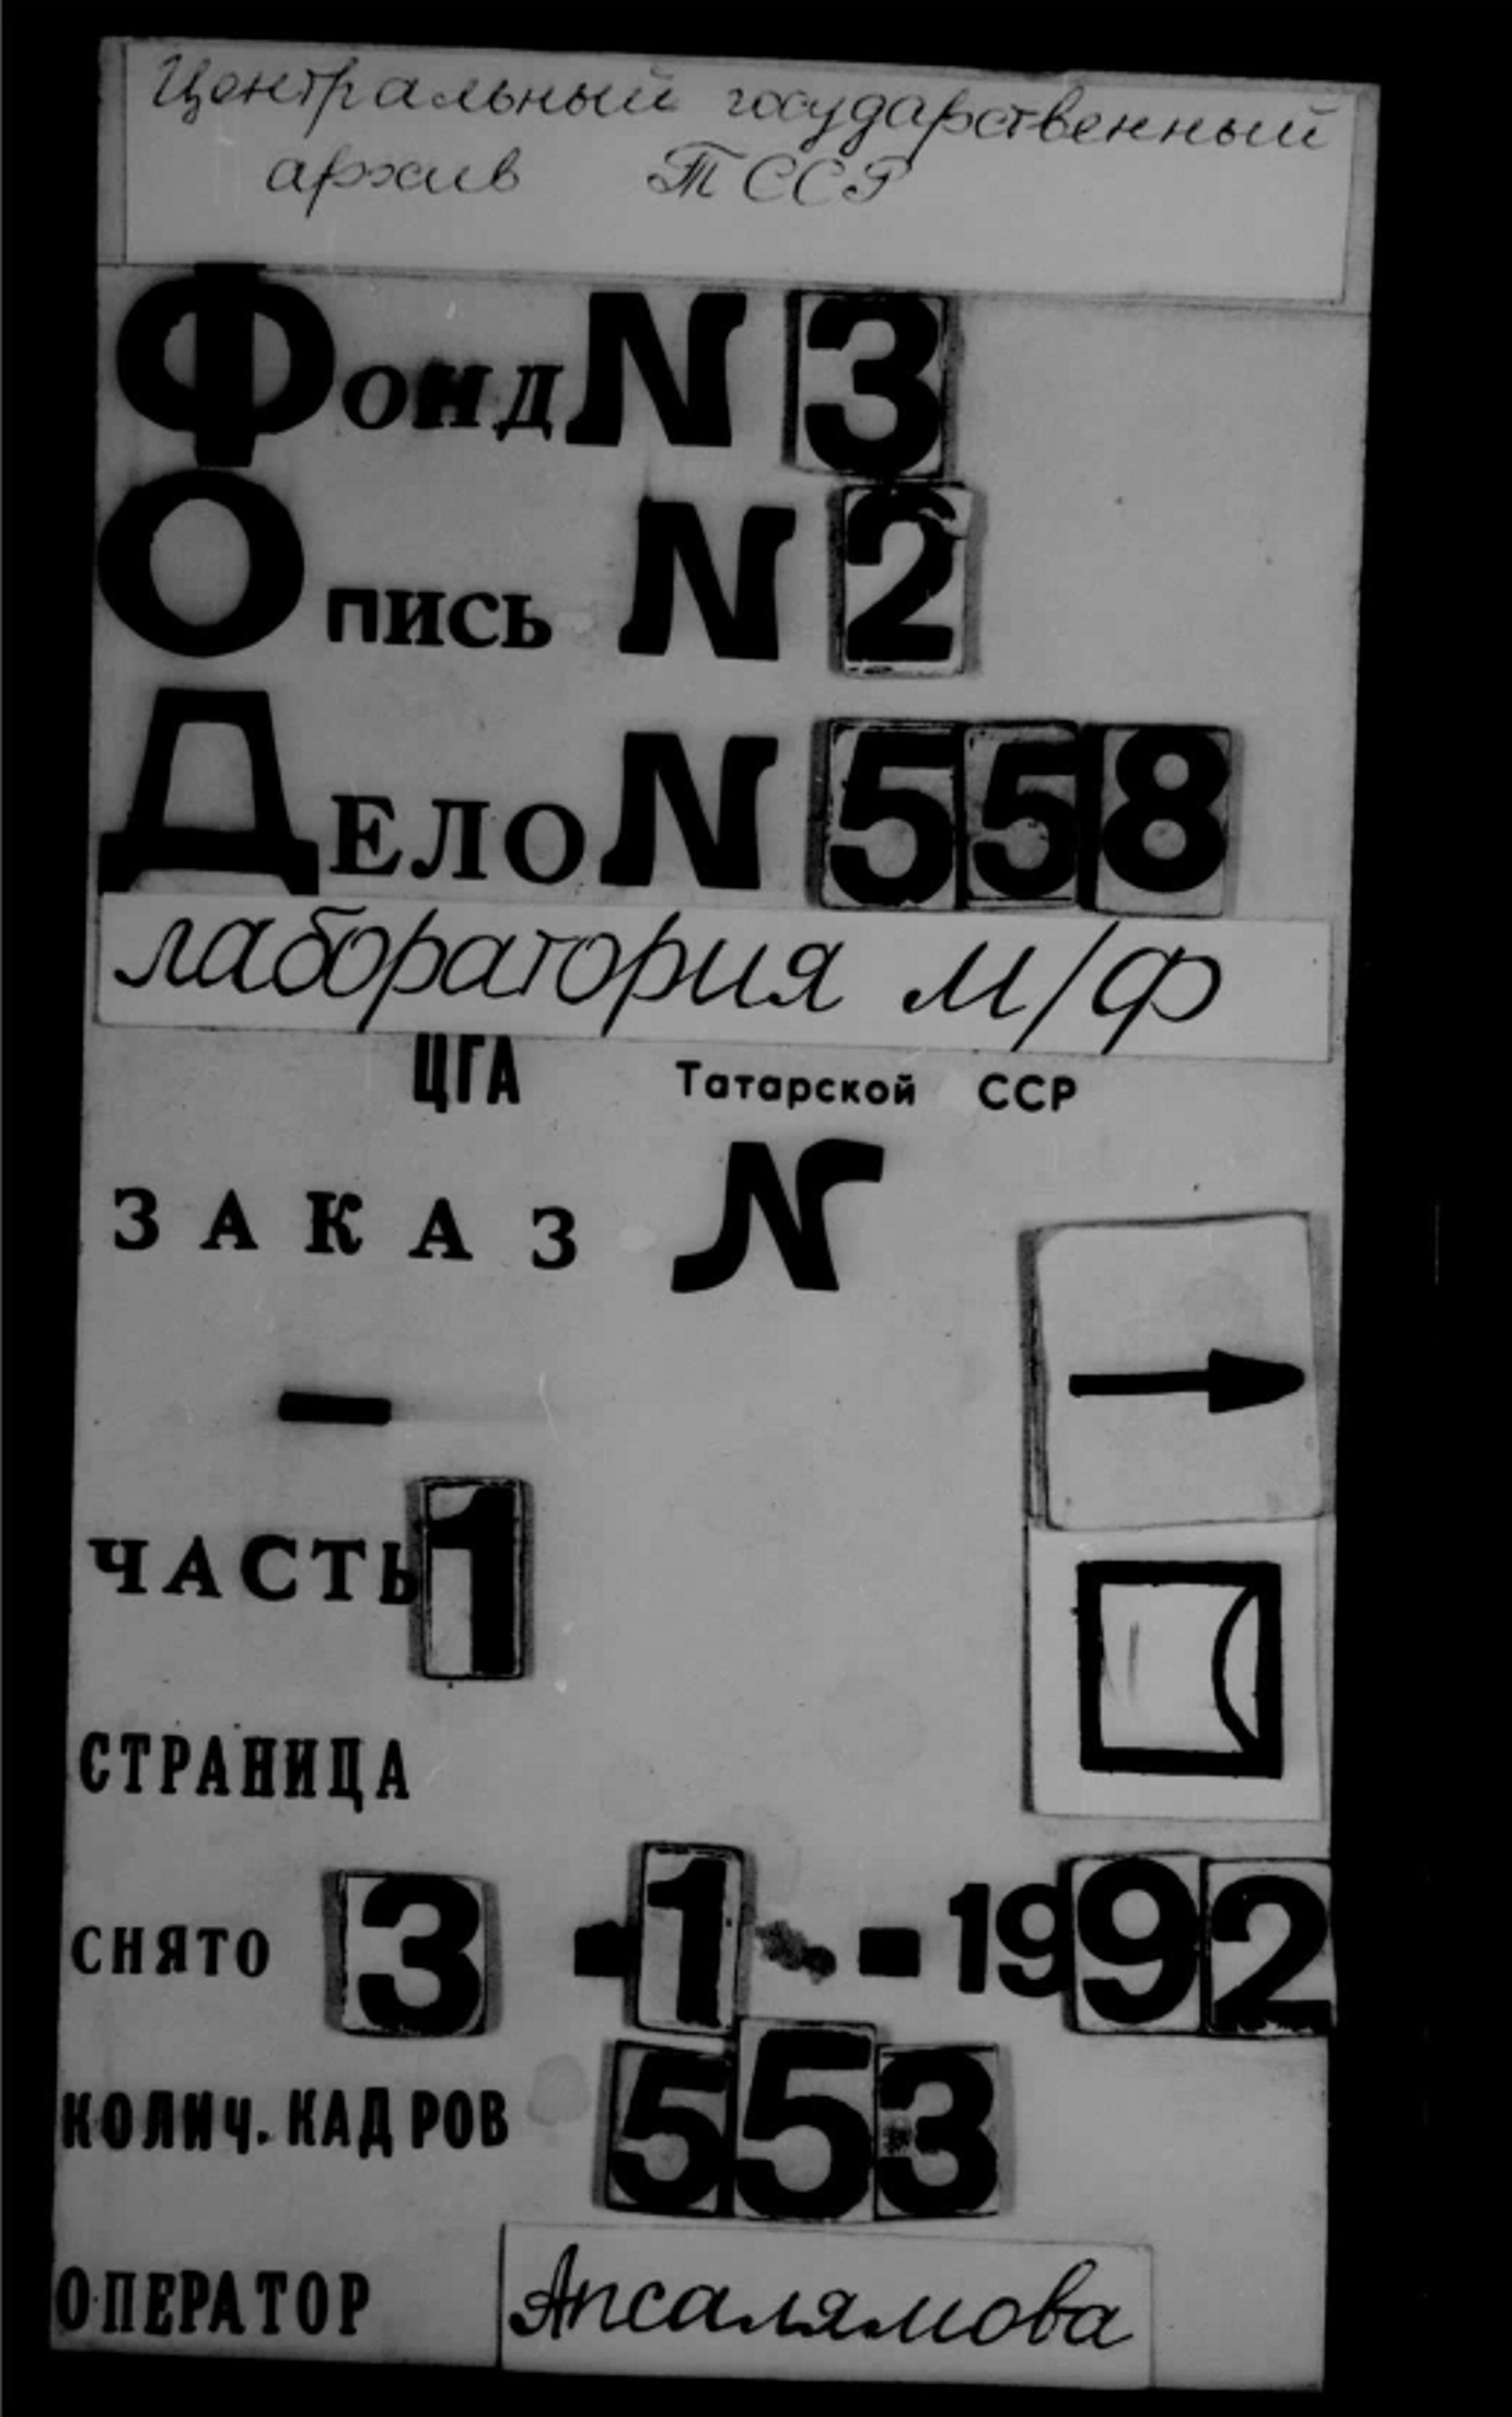 Центральный государственный
архив ТССР
Фонд N 3
Опись N 2
Дело N 558
лаборатория м/ф
ЦГА Татарской ССР
ЗАКАЗ N
–
ЧАСТЬ 1
СТРАНИЦА
СНЯТО 3 - 1 - 1992
КОЛИЧ. КАДРОВ 553
ОПЕРАТОР Апсалямова